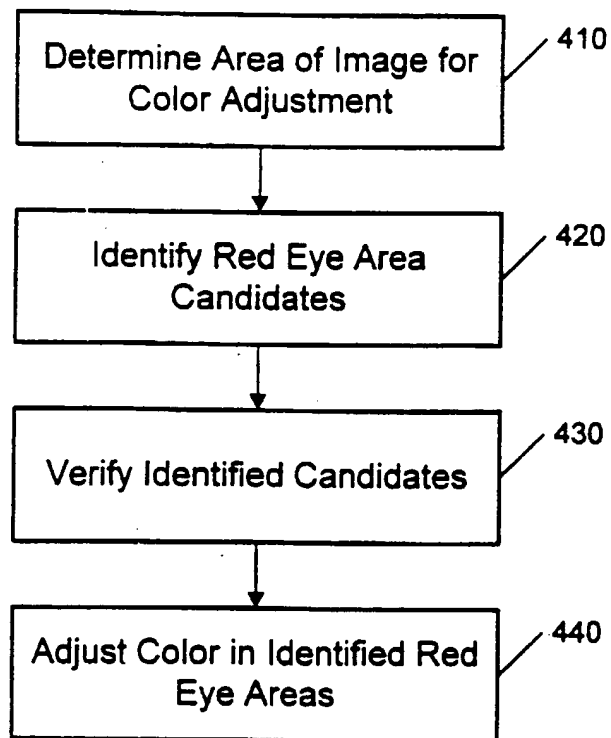 Determine Area of Image for
Color Adjustment
410
Identify Red Eye Area
Candidates
420
Verify Identified Candidates
430
Adjust Color in Identified Red
Eye Areas
440